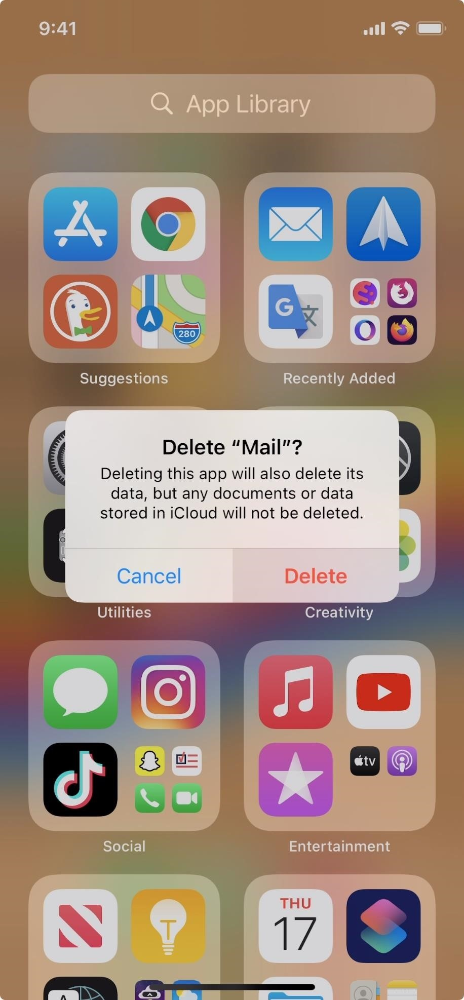 9:41
App Library
280
G 文
Suggestions
Recently Added
Delete “Mail”?
Deleting this app will also delete its
data, but any documents or data
stored in iCloud will not be deleted.
Cancel
Delete
Utilities
Creativity
tv
Social
Entertainment
T
THU
17
A